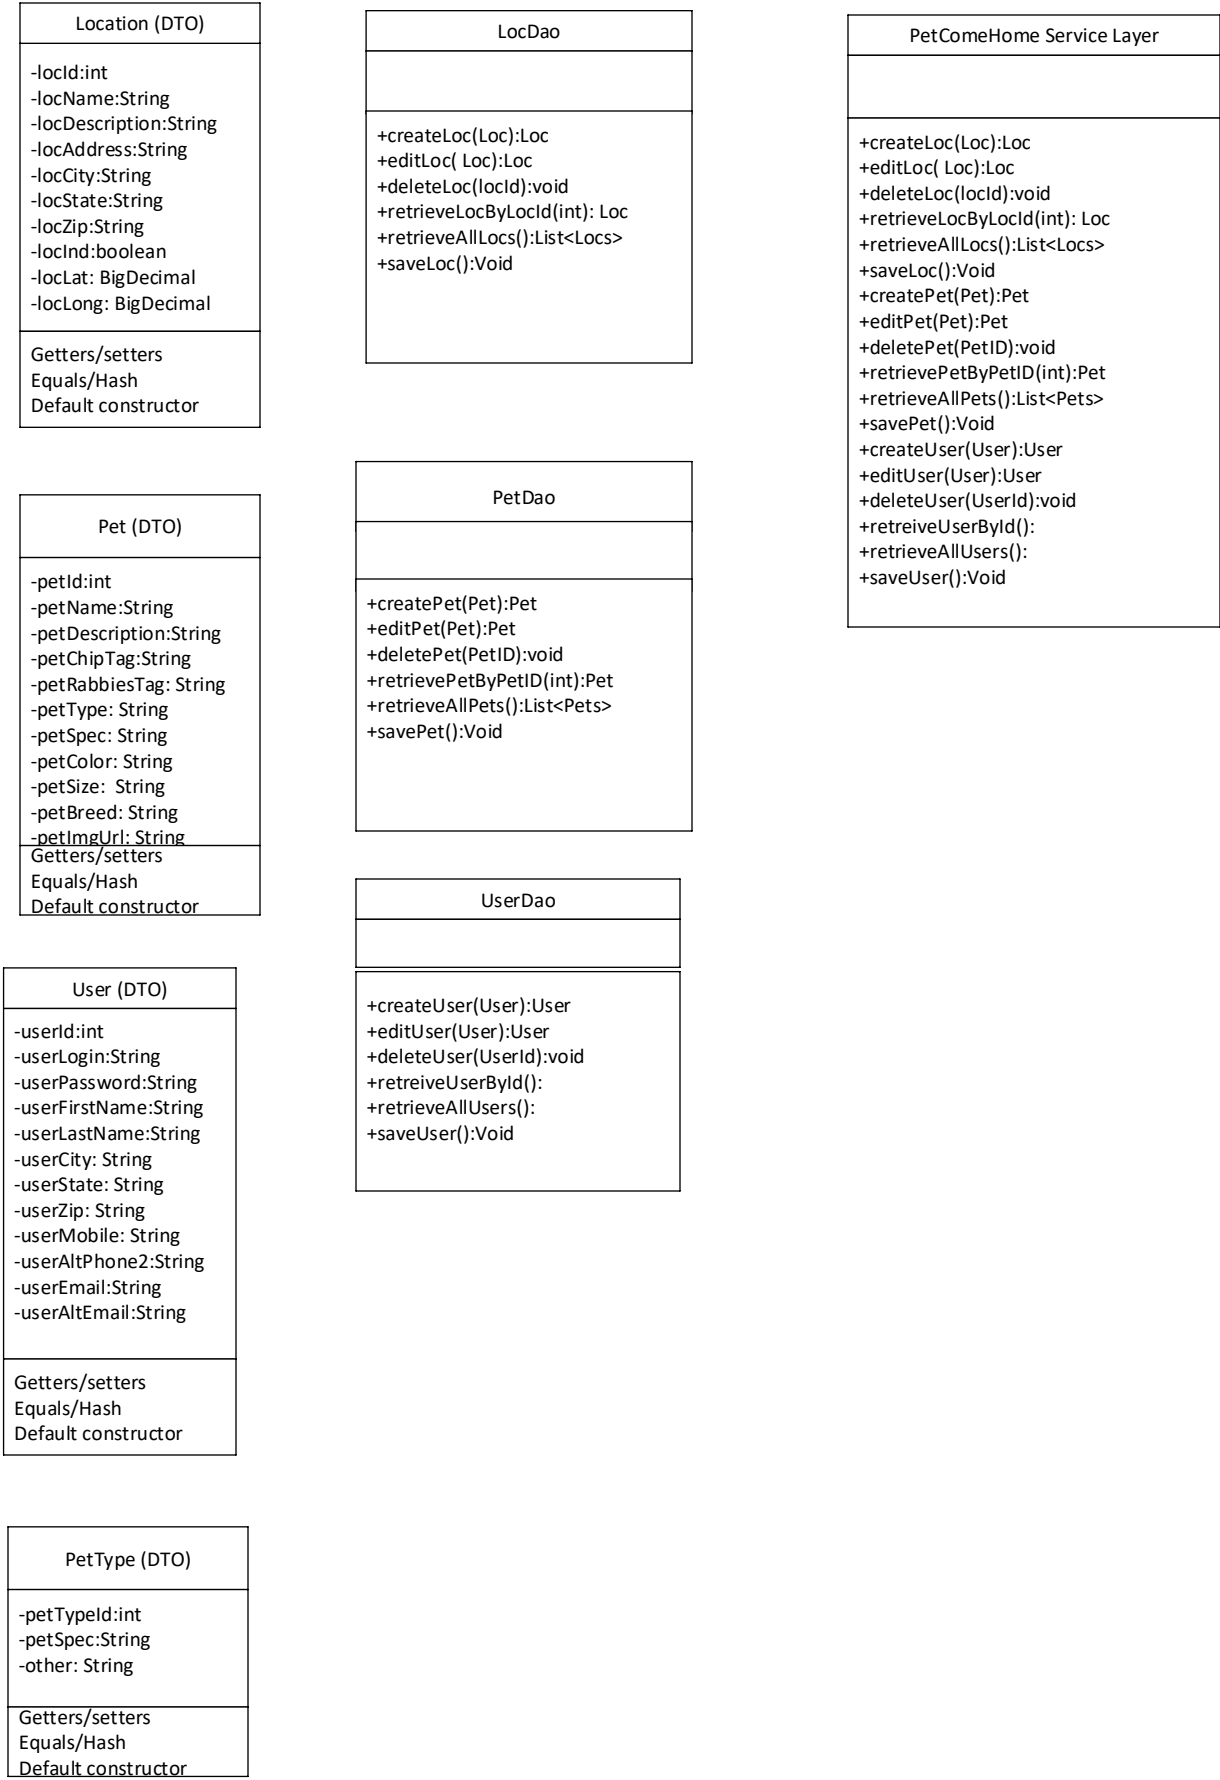 Location (DTO)
-locId:int
-locName:String
-locDescription:String
-locAddress:String
-locCity:String
-locState:String
-locZip:String
-locInd:boolean
-locLat: BigDecimal
-locLong: BigDecimal
Getters/setters
Equals/Hash
Default constructor
LocDao
+createLoc(Loc):Loc
+editLoc( Loc):Loc
+deleteLoc(locId):void
+retrieveLocByLocId(int): Loc
+retrieveAllLocs():List<Locs>
+saveLoc():Void
PetComeHome Service Layer
+createLoc(Loc):Loc
+editLoc( Loc):Loc
+deleteLoc(locId):void
+retrieveLocByLocId(int): Loc
+retrieveAllLocs():List<Locs>
+saveLoc():Void
+createPet(Pet):Pet
+editPet(Pet):Pet
+deletePet(PetID):void
+retrievePetByPetID(int):Pet
+retrieveAllPets():List<Pets>
+savePet():Void
+createUser(User):User
+editUser(User):User
+deleteUser(UserId):void
+retreiveUserById():
+retrieveAllUsers():
+saveUser():Void
Pet (DTO)
-petId:int
-petName:String
-petDescription:String
-petChipTag:String
-petRabbiesTag: String
-petType: String
-petSpec: String
-petColor: String
-petSize:  String
-petBreed: String
-petImgUrl: String
Getters/setters
Equals/Hash
Default constructor
PetDao
+createPet(Pet):Pet
+editPet(Pet):Pet
+deletePet(PetID):void
+retrievePetByPetID(int):Pet
+retrieveAllPets():List<Pets>
+savePet():Void
User (DTO)
-userId:int
-userLogin:String
-userPassword:String
-userFirstName:String
-userLastName:String
-userCity: String
-userState: String
-userZip: String
-userMobile: String
-userAltPhone2:String
-userEmail:String
-userAltEmail:String
Getters/setters
Equals/Hash
Default constructor
UserDao
+createUser(User):User
+editUser(User):User
+deleteUser(UserId):void
+retreiveUserById():
+retrieveAllUsers():
+saveUser():Void
PetType (DTO)
-petTypeId:int
-petSpec:String
-other: String
Getters/setters
Equals/Hash
Default constructor